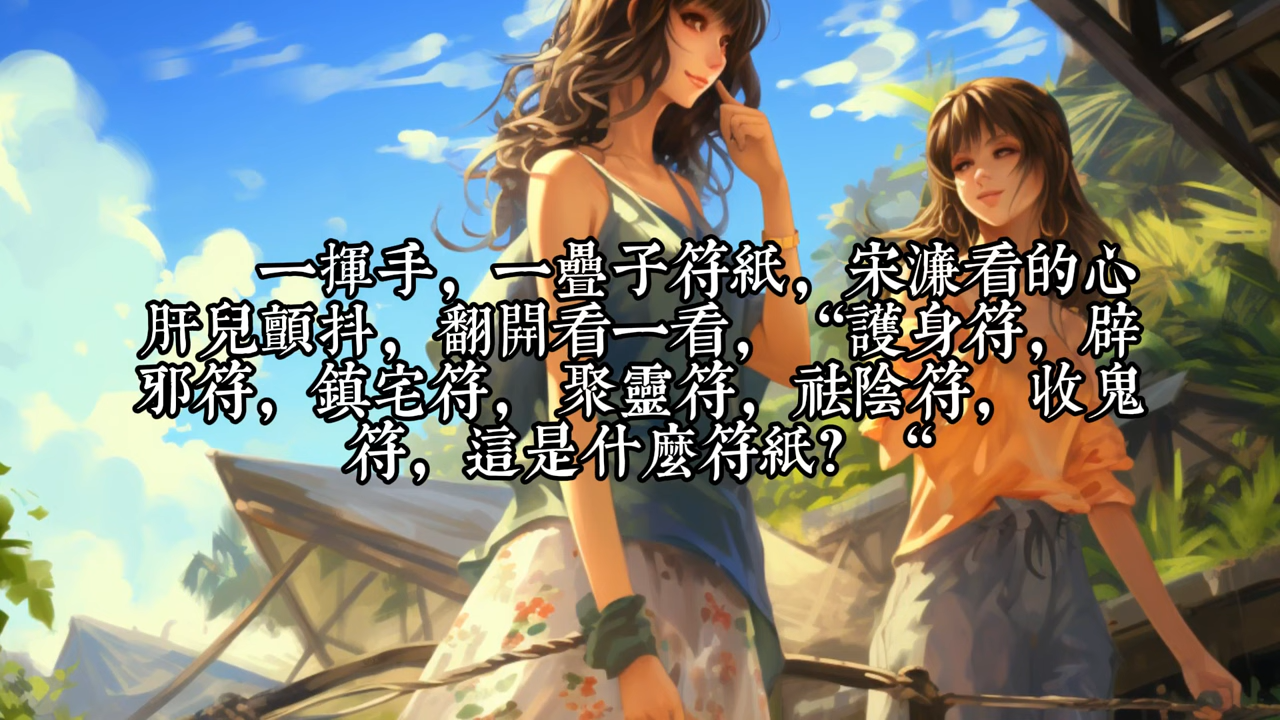 一揮手，一疊子符紙，宋濂看的心
肝兒顫抖，翻開看一看，“護身符，辟
邪符，鎮宅符，聚靈符，祛陰符，收鬼
符，這是什麼符紙？“